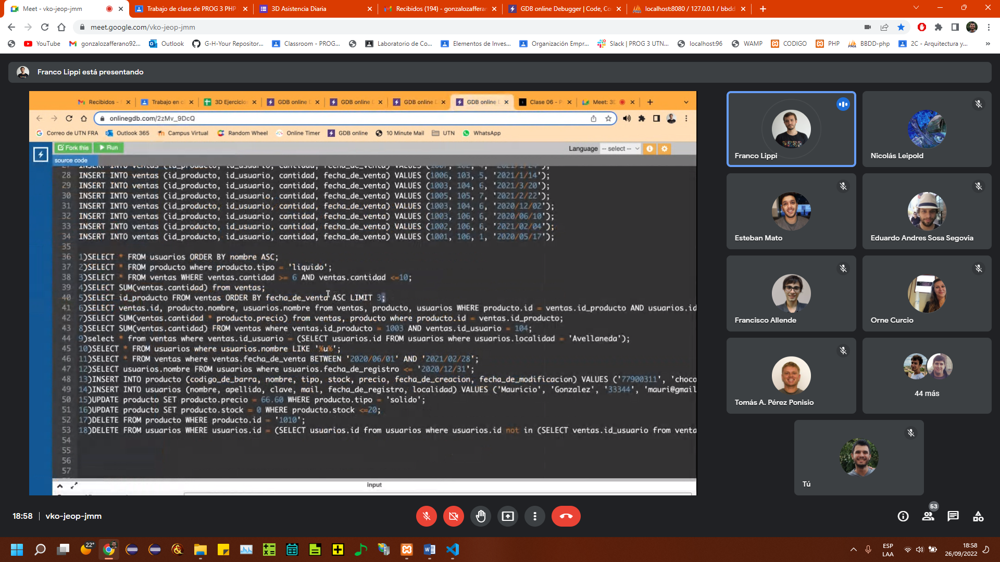 Meet - vko-jeop-jmm
Trabajo de clase de PROG 3 PHP
3D Asistencia Diaria
Recibidos (194) - gonzalozafferan
GDB online Debugger | Code, Co
localhost:8080 / 127.0.0.1 / bbdd
meet.google.com/vko-jeop-jmm
YouTube
gonzalozafferano92...
Outlook
G-H-Your Repositor...
Classroom - PROG...
Laboratorio de Co...
Elementos de Inves...
Organización Empr...
Slack | PROG 3 UTN...
localhost:96
WAMP
CODIGO
PHP
BBDD-php
2C - Arquitectura y...
Franco Lippi está presentando
Recibidos -
Trabajo en c
3D Ejercicio
GDB online
GDB online
GDB online
GDB online
Clase 06 - P
Meet: 3D
onlinegdb.com/2zMv_9DcQ
Correo de UTN FRA
Outlook 365
Campus Virtual
Random Wheel
Online Timer
GDB online
10 Minute Mail
UTN
WhatsApp
Fork this
Run
Language
-- select --
source code
27 INSERT INTO ventas (id_producto, id_usuario, cantidad, fecha_de_venta) VALUES (1007, 102, 4, '2021/1/24');
28 INSERT INTO ventas (id_producto, id_usuario, cantidad, fecha_de_venta) VALUES (1006, 103, 5, '2021/1/14');
29 INSERT INTO ventas (id_producto, id_usuario, cantidad, fecha_de_venta) VALUES (1003, 104, 6, '2021/3/20');
30 INSERT INTO ventas (id_producto, id_usuario, cantidad, fecha_de_venta) VALUES (1005, 105, 7, '2021/2/22');
31 INSERT INTO ventas (id_producto, id_usuario, cantidad, fecha_de_venta) VALUES (1003, 104, 6, '2020/12/02');
32 INSERT INTO ventas (id_producto, id_usuario, cantidad, fecha_de_venta) VALUES (1003, 106, 6, '2020/06/10');
33 INSERT INTO ventas (id_producto, id_usuario, cantidad, fecha_de_venta) VALUES (1002, 106, 6, '2021/02/04');
34 INSERT INTO ventas (id_producto, id_usuario, cantidad, fecha_de_venta) VALUES (1001, 106, 1, '2020/05/17');
35
36 1)SELECT * FROM usuarios ORDER BY nombre ASC;
37 2)SELECT * FROM producto where producto.tipo = 'liquido';
38 3)SELECT * FROM ventas WHERE ventas.cantidad >= 6 AND ventas.cantidad <=10;
39 4)SELECT SUM(ventas.cantidad) from ventas;
40 5)SELECT id_producto FROM ventas ORDER BY fecha_de_venta ASC LIMIT 3;
41 6)SELECT ventas.id, producto.nombre, usuarios.nombre from ventas, producto, usuarios WHERE producto.id = ventas.id_producto AND usuarios.id
42 7)SELECT SUM(ventas.cantidad * producto.precio) from ventas, producto where producto.id = ventas.id_producto;
43 8)SELECT SUM(ventas.cantidad) FROM ventas where ventas.id_producto = 1003 AND ventas.id_usuario = 104;
44 9)select * from ventas where ventas.id_usuario = (SELECT usuarios.id FROM usuarios where usuarios.localidad = 'Avellaneda');
45 10)SELECT * FROM usuarios where usuarios.nombre LIKE '%u%';
46 11)SELECT * FROM ventas where ventas.fecha_de_venta BETWEEN '2020/06/01' AND '2021/02/28';
47 12)SELECT usuarios.nombre FROM usuarios where usuarios.fecha_de_registro <= '2020/12/31';
48 13)INSERT INTO producto (codigo_de_barra, nombre, tipo, stock, precio, fecha_de_creacion, fecha_de_modificacion) VALUES ('77900311', 'choco
49 14)INSERT INTO usuarios (nombre, apellido, clave, mail, fecha_de_registro, localidad) VALUES ('Mauricio', 'Gonzalez', '33344', 'mauri@gmail
50 15)UPDATE producto SET producto.precio = 66.60 WHERE producto.tipo = 'solido';
51 16)UPDATE producto SET producto.stock = 0 WHERE producto.stock <=20;
52 17)DELETE FROM producto WHERE producto.id = '1010';
53 18)DELETE FROM usuarios WHERE usuarios.id = (SELECT usuarios.id from usuarios where usuarios.id not in (SELECT ventas.id_usuario from venta
54
55
56
57
input
Franco Lippi
Nicolás Leipold
Esteban Mato
Eduardo Andres Sosa Segovia
Francisco Allende
Orne Curcio
Tomás A. Pérez Ponisio
44 más
Tú
18:58
vko-jeop-jmm
53
22°
ESP
LAA
18:58
26/09/2022